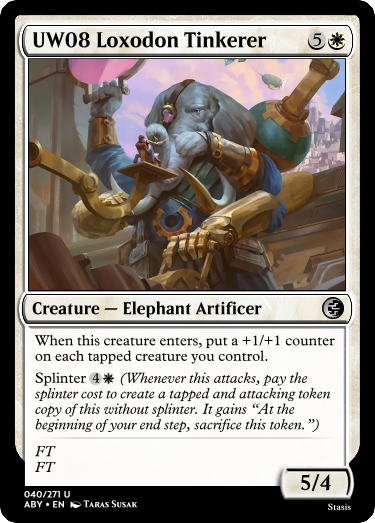 UW08 Loxodon Tinkerer 5
Creature — Elephant Artificer
When this creature enters, put a +1/+1 counter
on each tapped creature you control.
Splinter 4 (Whenever this attacks, pay the
splinter cost to create a tapped and attacking token
copy of this without splinter. It gains “At the
beginning of your end step, sacrifice this token.”)
FT
FT
5/4
040/271 U
ABY • EN Taras Susak
Stasis